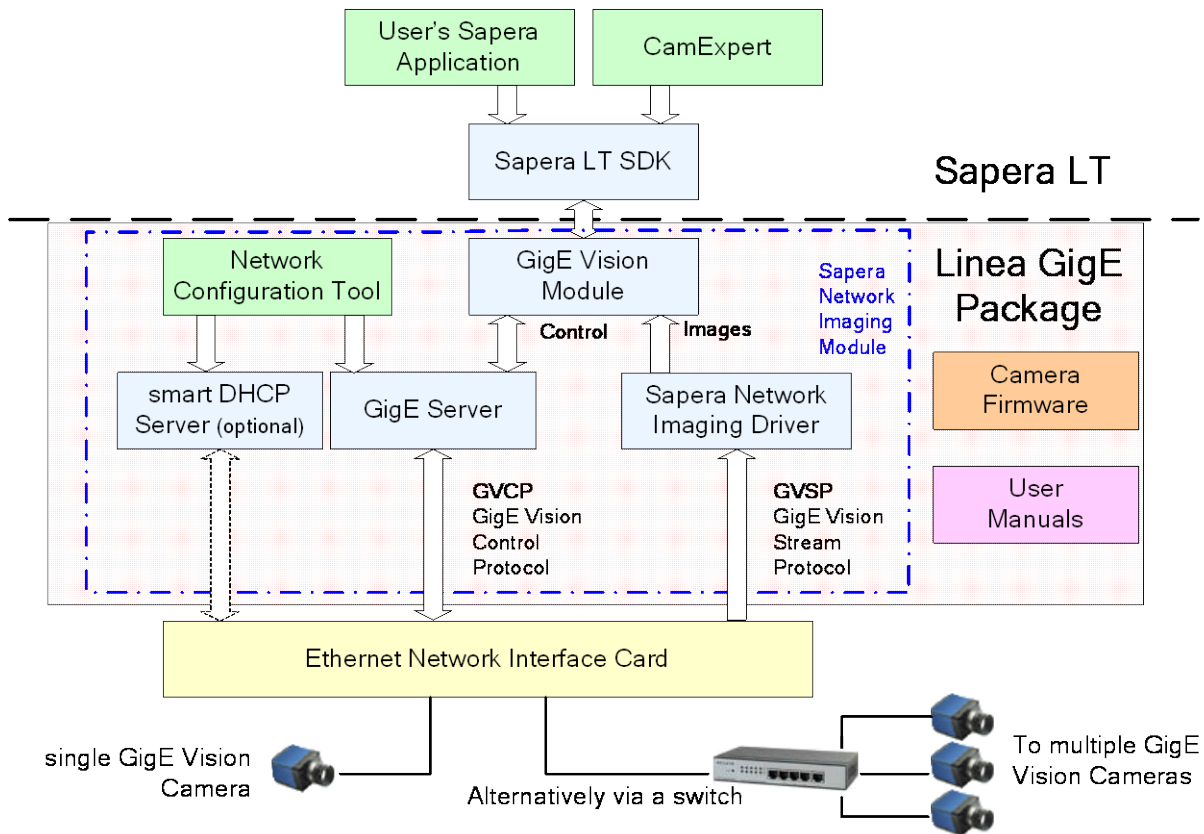 User's Sapera
Application
CamExpert
Sapera LT SDK
Sapera LT
Network
Configuration Tool
GigE Vision
Module
Sapera
Network
Imaging
Module
Linea GigE
Package
Control
Images
smart DHCP
Server (optional)
GigE Server
Sapera Network
Imaging Driver
Camera
Firmware
GVCP
GigE Vision
Control
Protocol
GVSP
GigE Vision
Stream
Protocol
User
Manuals
Ethernet Network Interface Card
single GigE Vision
Camera
Alternatively via a switch
To multiple GigE
Vision Cameras